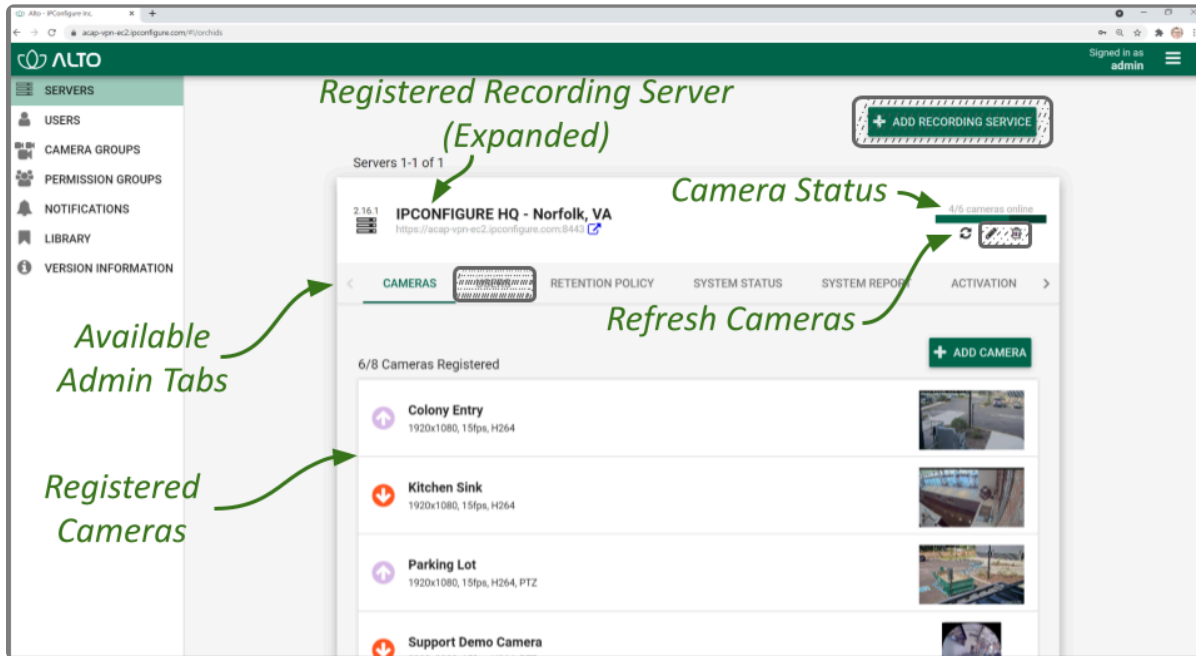 Alto - IPConfigure Inc.
acap-vpn-ec2.ipconfigure.com/#!/orchids
ALTO
Signed in as
admin
SERVERS
USERS
CAMERA GROUPS
PERMISSION GROUPS
NOTIFICATIONS
LIBRARY
VERSION INFORMATION
Registered Recording Server
(Expanded)
ADD RECORDING SERVICE
Servers 1-1 of 1
Camera Status
2.16.1
IPCONFIGURE HQ - Norfolk, VA
https://acap-vpn-ec2.ipconfigure.com:8443
4/6 cameras online
CAMERAS
RETENTION POLICY
SYSTEM STATUS
SYSTEM REPORT
ACTIVATION
Refresh Cameras
Available
Admin Tabs
6/8 Cameras Registered
ADD CAMERA
Colony Entry
1920x1080, 15fps, H264
Registered
Cameras
Kitchen Sink
1920x1080, 15fps, H264
Parking Lot
1920x1080, 15fps, H264, PTZ
Support Demo Camera